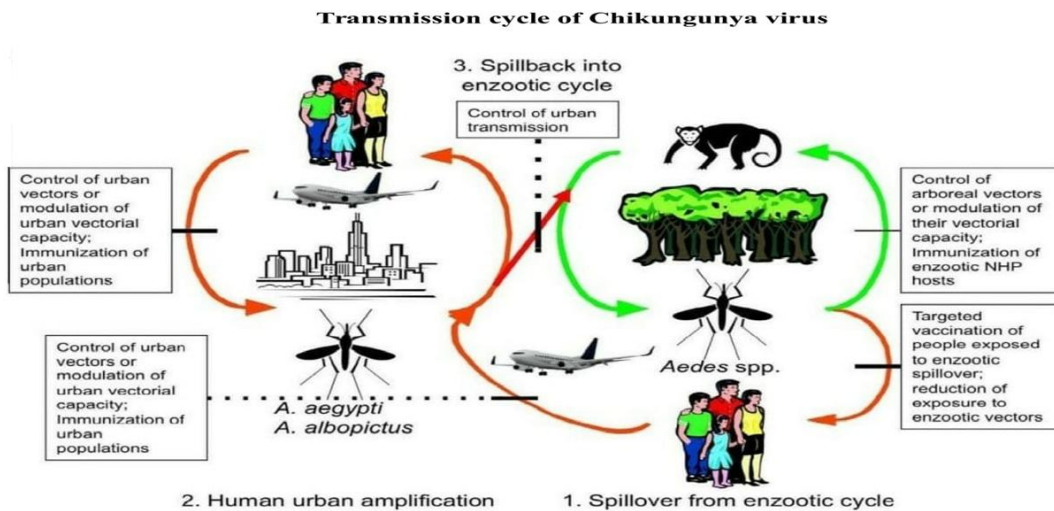 Transmission cycle of Chikungunya virus
3. Spillback into
enzootic cycle
Control of urban
transmission
Control of urban
vectors or
modulation of
urban vectorial
capacity;
Immunization of
urban
populations
Control of
arboreal vectors
or modulation of
their vectorial
capacity;
Immunization of
enzootic NHP
hosts
Control of urban
vectors or
modulation of
urban vectorial
capacity;
Immunization of
urban
populations
A. aegypti
A. albopictus
Aedes spp.
Targeted
vaccination of
people exposed
to enzootic
spillover;
reduction of
exposure to
enzootic vectors
2. Human urban amplification
1. Spillover from enzootic cycle